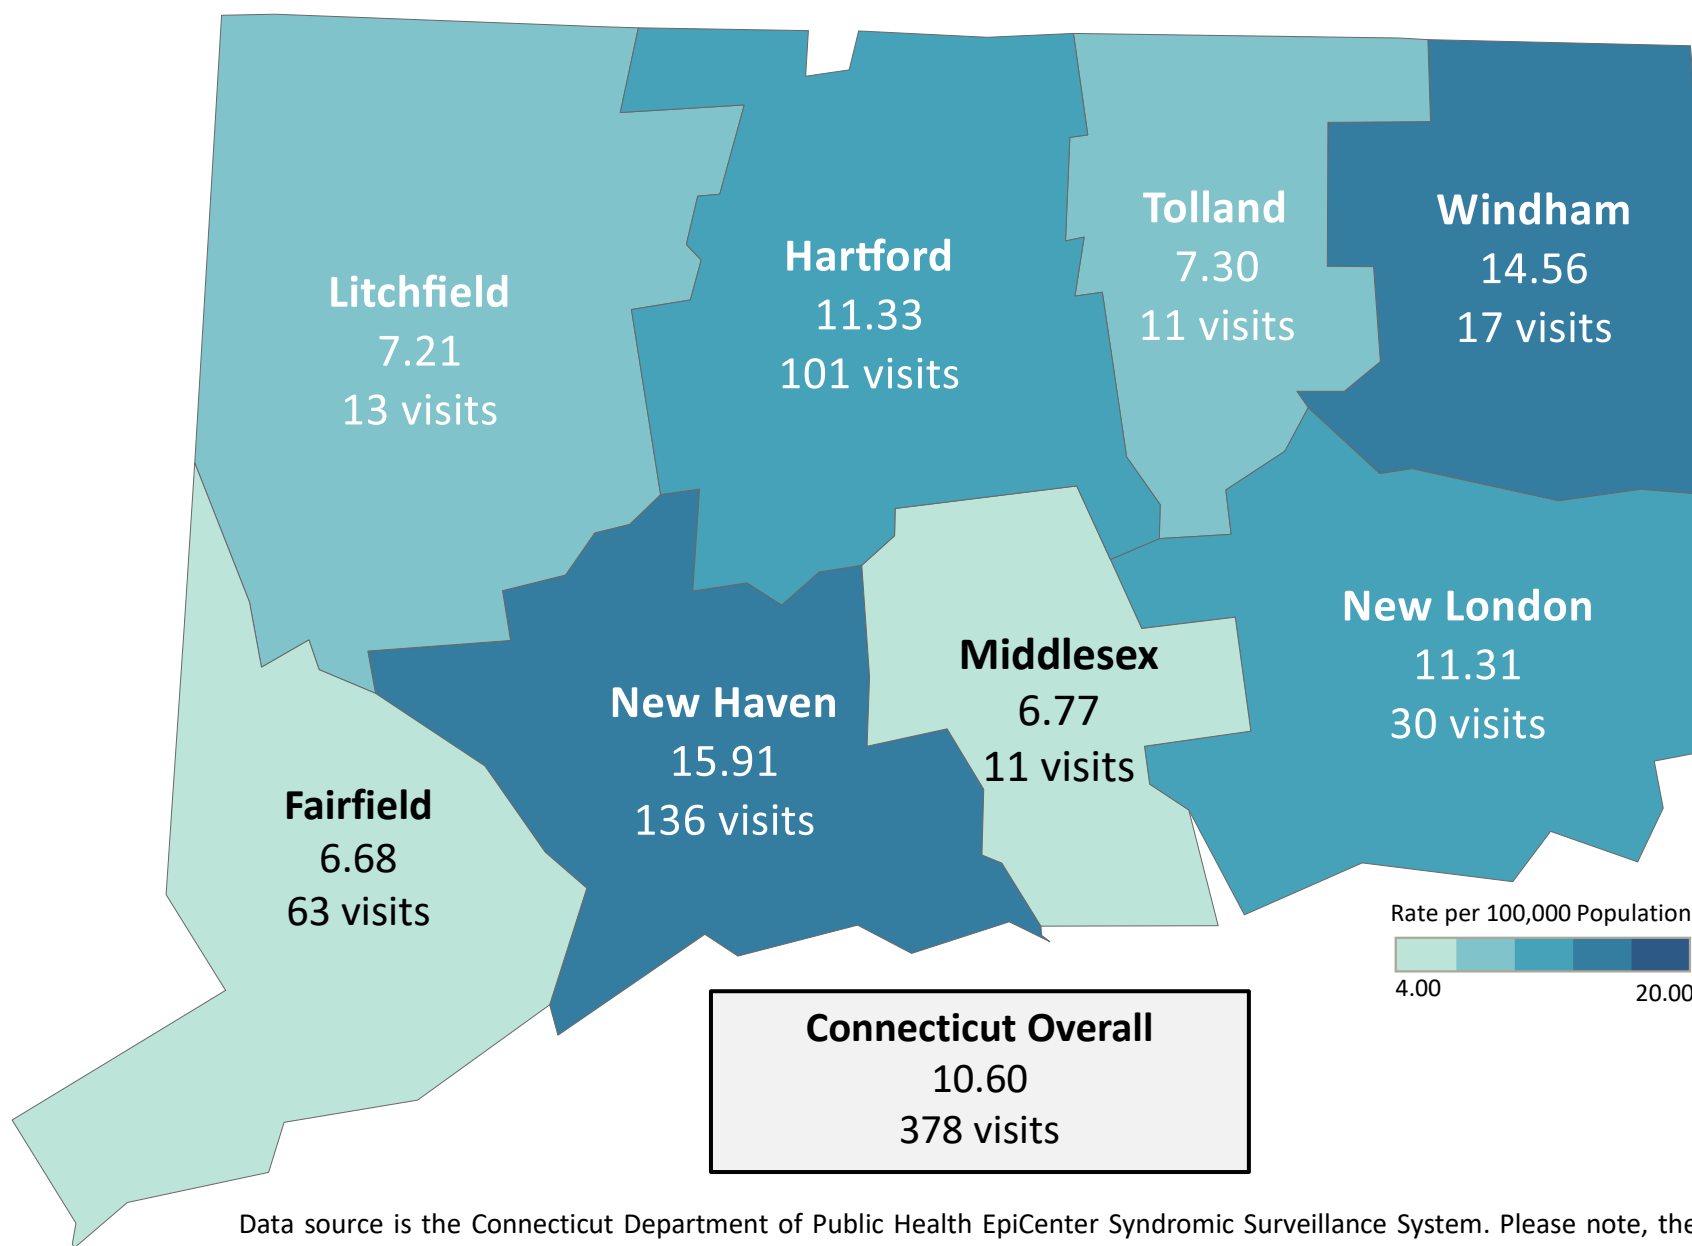 Litchfield
7.21
13 visits
Hartford
11.33
101 visits
Tolland
7.30
11 visits
Windham
14.56
17 visits
Fairfield
6.68
63 visits
New Haven
15.91
136 visits
Middlesex
6.77
11 visits
New London
11.31
30 visits
Rate per 100,000 Population
4.00
20.00
Connecticut Overall
10.60
378 visits
Data source is the Connecticut Department of Public Health EpiCenter Syndromic Surveillance System. Please note, the